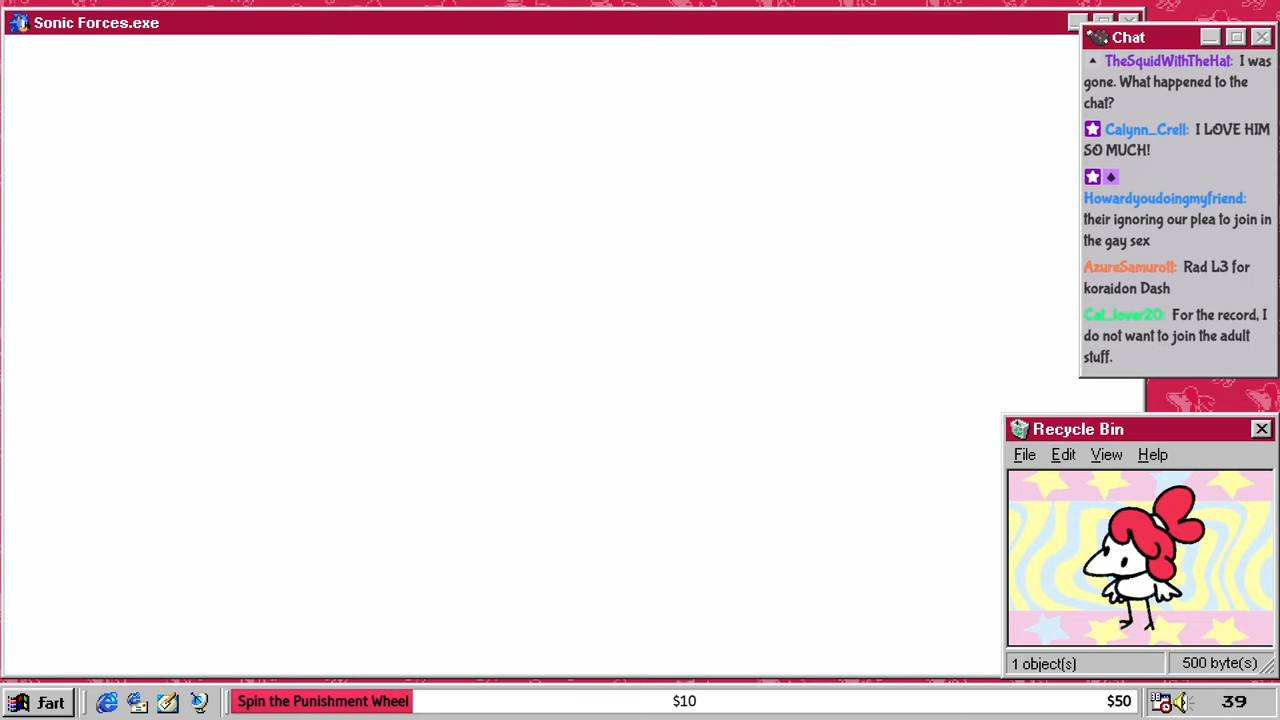 Sonic Forces.exe
Chat
TheSquidWithTheHat: I was
gone. What happened to the
chat?
Calynn_Crell: I LOVE HIM
SO MUCH!
Howardyoudoingmyfriend:
their ignoring our plea to join in
the gay sex
AzureSamurott: Rad L3 for
koraidon Dash
Cat_lover20: For the record, I
do not want to join the adult
stuff.
Recycle Bin
File Edit View Help
1 object(s) 500 byte(s)
fart Spin the Punishment Wheel $10 $50 39